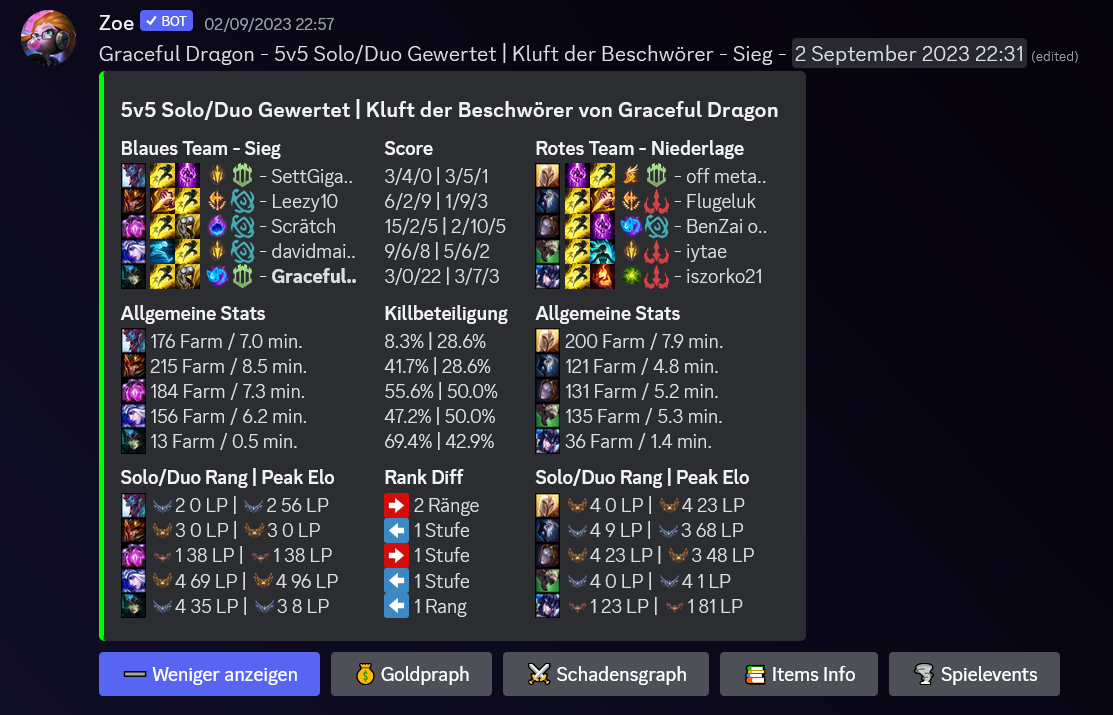 Zoe ✓ BOT 02/09/2023 22:57
Graceful Dragon - 5v5 Solo/Duo Gewertet | Kluft der Beschwörer - Sieg - 2 September 2023 22:31 (edited)
5v5 Solo/Duo Gewertet | Kluft der Beschwörer von Graceful Dragon
Blaues Team - Sieg Score Rotes Team - Niederlage
- SettGiga.. 3/4/0 | 3/5/1 - off meta..
- Leezy10 6/2/9 | 1/9/3 - Flugeluk
- Scrätch 15/2/5 | 2/10/5 - BenZai o..
- davidmai.. 9/6/8 | 5/6/2 - iytae
- Graceful.. 3/0/22 | 3/7/3 - iszorko21
Allgemeine Stats Killbeteiligung Allgemeine Stats
176 Farm / 7.0 min. 8.3% | 28.6% 200 Farm / 7.9 min.
215 Farm / 8.5 min. 41.7% | 28.6% 121 Farm / 4.8 min.
184 Farm / 7.3 min. 55.6% | 50.0% 131 Farm / 5.2 min.
156 Farm / 6.2 min. 47.2% | 50.0% 135 Farm / 5.3 min.
13 Farm / 0.5 min. 69.4% | 42.9% 36 Farm / 1.4 min.
Solo/Duo Rang | Peak Elo Rank Diff Solo/Duo Rang | Peak Elo
2 0 LP | 2 56 LP 2 Ränge 4 0 LP | 4 23 LP
3 0 LP | 3 0 LP 1 Stufe 4 9 LP | 3 68 LP
1 38 LP | 1 38 LP 1 Stufe 4 23 LP | 3 48 LP
4 69 LP | 4 96 LP 1 Stufe 4 0 LP | 4 1 LP
4 35 LP | 3 8 LP 1 Rang 1 23 LP | 1 81 LP
Weniger anzeigen Goldpraph Schadensgraph Items Info Spielevents